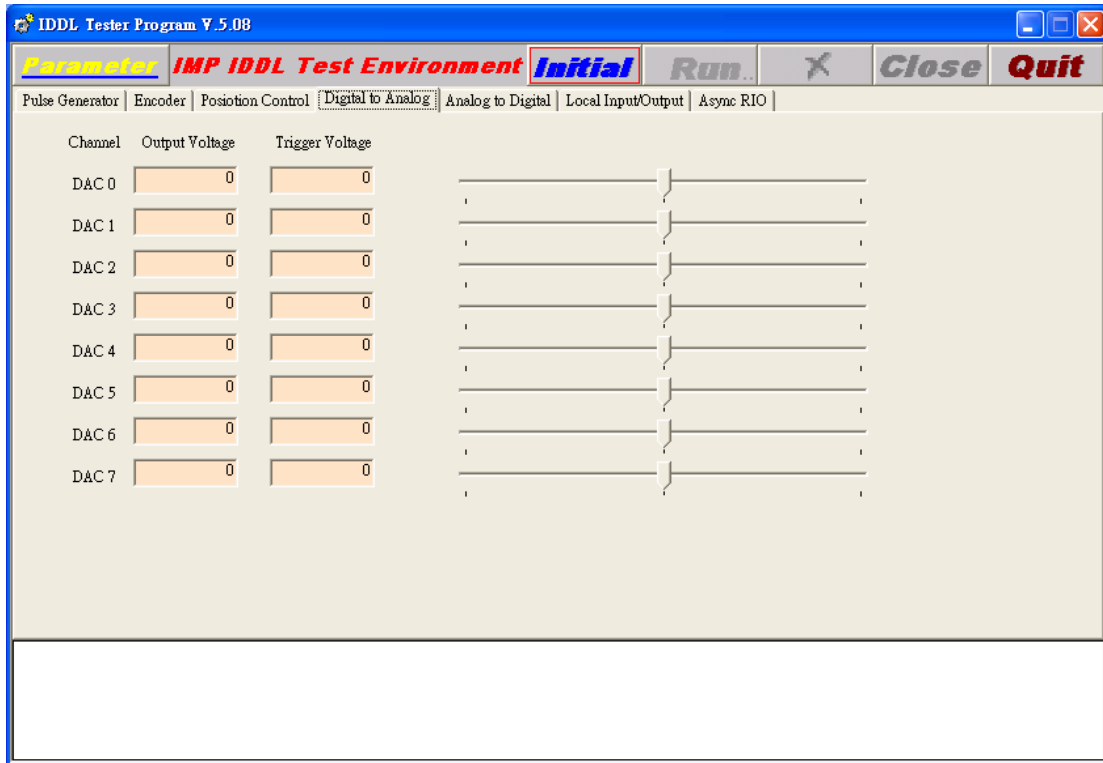 IDDL Tester Program V.5.08
Parameter IMP IDDL Test Environment Initial Run.. X Close Quit
Pulse Generator Encoder Posiotion Control Digital to Analog Analog to Digital Local Input/Output Async RIO
Channel Output Voltage Trigger Voltage
DAC 0 0 0
DAC 1 0 0
DAC 2 0 0
DAC 3 0 0
DAC 4 0 0
DAC 5 0 0
DAC 6 0 0
DAC 7 0 0